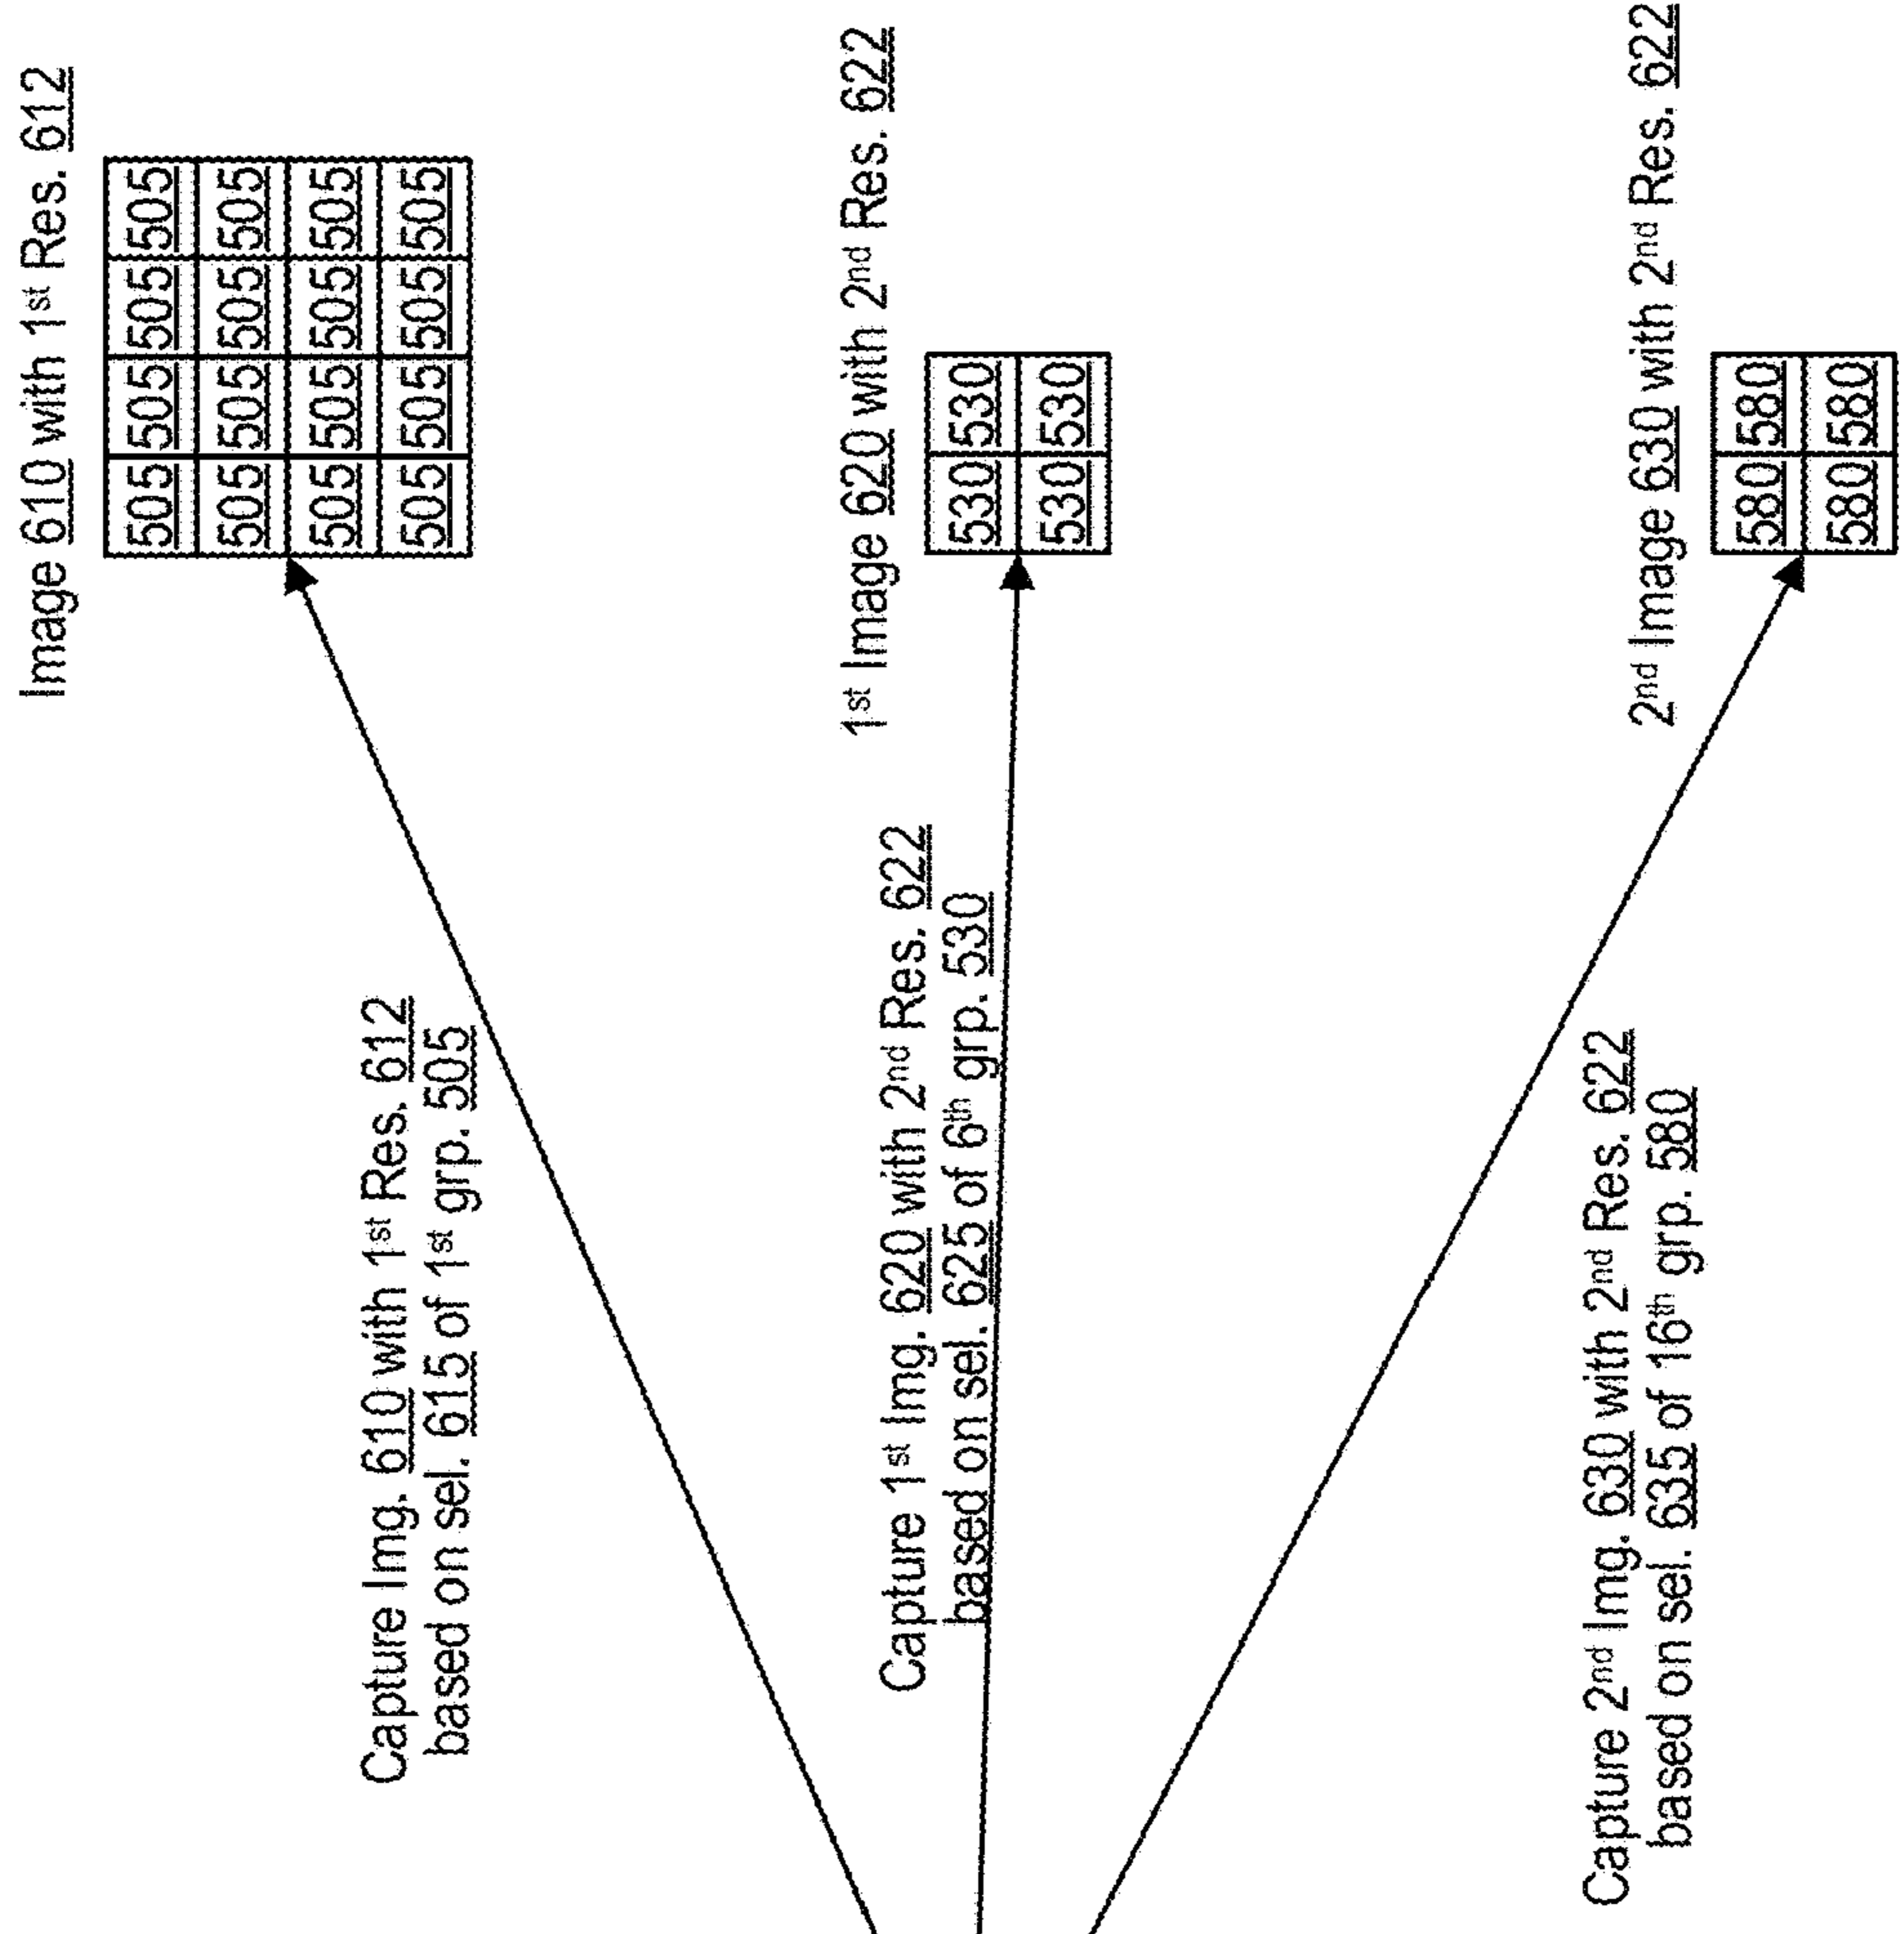 Image 610 with 1st Res. 612
505 505 505 505
505 505 505 505
505 505 505 505
505 505 505 505
Capture Img. 610 with 1st Res. 612
based on sel. 615 of 1st grp. 505
1st Image 620 with 2nd Res. 622
530 530
530 530
Capture 1st Img. 620 with 2nd Res. 622
based on sel. 625 of 6th grp. 530
2nd Image 630 with 2nd Res. 622
580 580
580 580
Capture 2nd Img. 630 with 2nd Res. 622
based on sel. 635 of 16th grp. 580